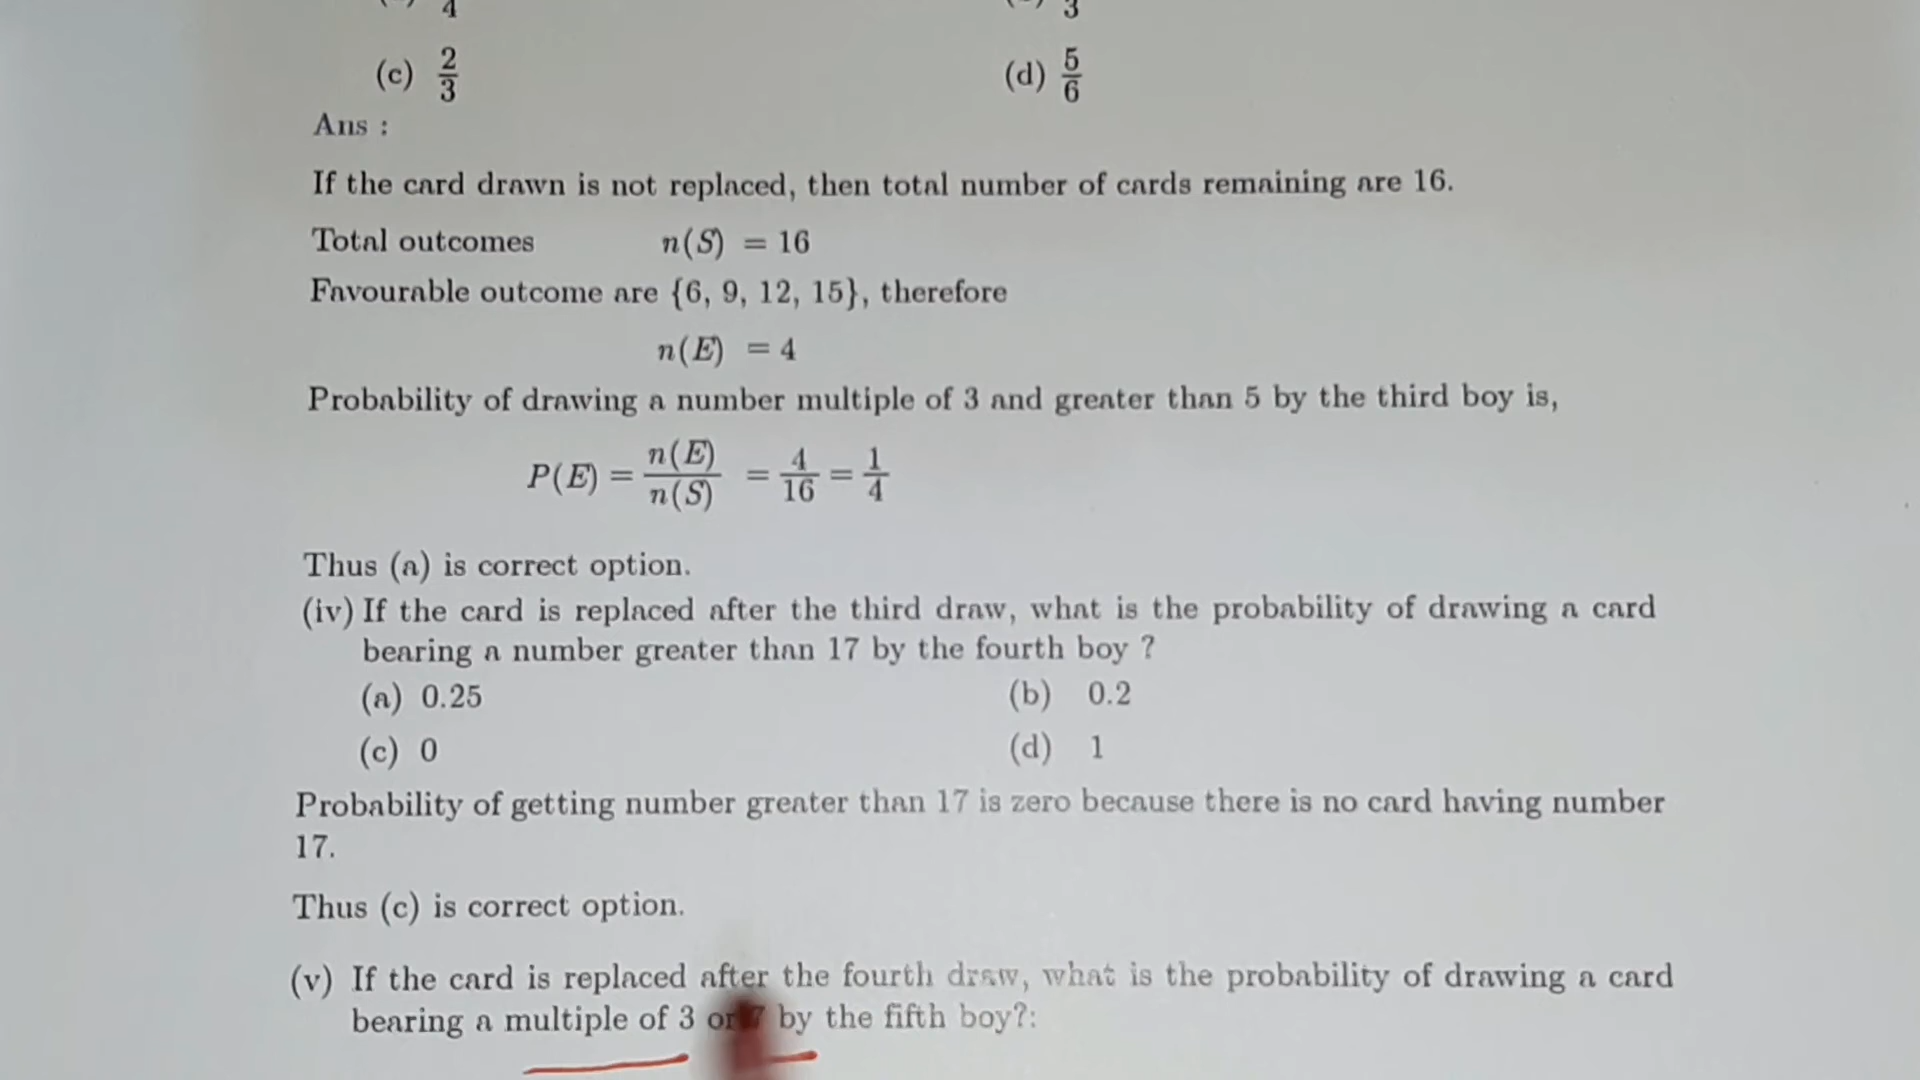 4 3
(c) 2/3 (d) 5/6
Ans :
If the card drawn is not replaced, then total number of cards remaining are 16.
Total outcomes n(S) = 16
Favourable outcome are {6, 9, 12, 15}, therefore
n(E) = 4
Probability of drawing a number multiple of 3 and greater than 5 by the third boy is,
P(E) = n(E)/n(S) = 4/16 = 1/4
Thus (a) is correct option.
(iv) If the card is replaced after the third draw, what is the probability of drawing a card
bearing a number greater than 17 by the fourth boy ?
(a) 0.25 (b) 0.2
(c) 0 (d) 1
Probability of getting number greater than 17 is zero because there is no card having number
17.
Thus (c) is correct option.
(v) If the card is replaced after the fourth draw, what is the probability of drawing a card
bearing a multiple of 3 or 7 by the fifth boy?: